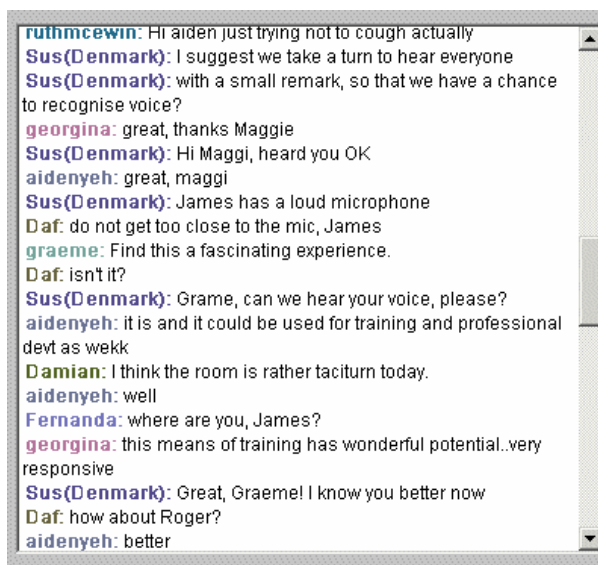 ruthmcewin: Hi aiden just trying not to cough actually
Sus(Denmark): I suggest we take a turn to hear everyone
Sus(Denmark): with a small remark, so that we have a chance
to recognise voice?
georgina: great, thanks Maggie
Sus(Denmark): Hi Maggi, heard you OK
aidenyeh: great, maggi
Sus(Denmark): James has a loud microphone
Daf: do not get too close to the mic, James
graeme: Find this a fascinating experience.
Daf: isn't it?
Sus(Denmark): Grame, can we hear your voice, please?
aidenyeh: it is and it could be used for training and professional
devt as wekk
Damian: I think the room is rather taciturn today.
aidenyeh: well
Fernanda: where are you, James?
georgina: this means of training has wonderful potential..very
responsive
Sus(Denmark): Great, Graeme! I know you better now
Daf: how about Roger?
aidenyeh: better